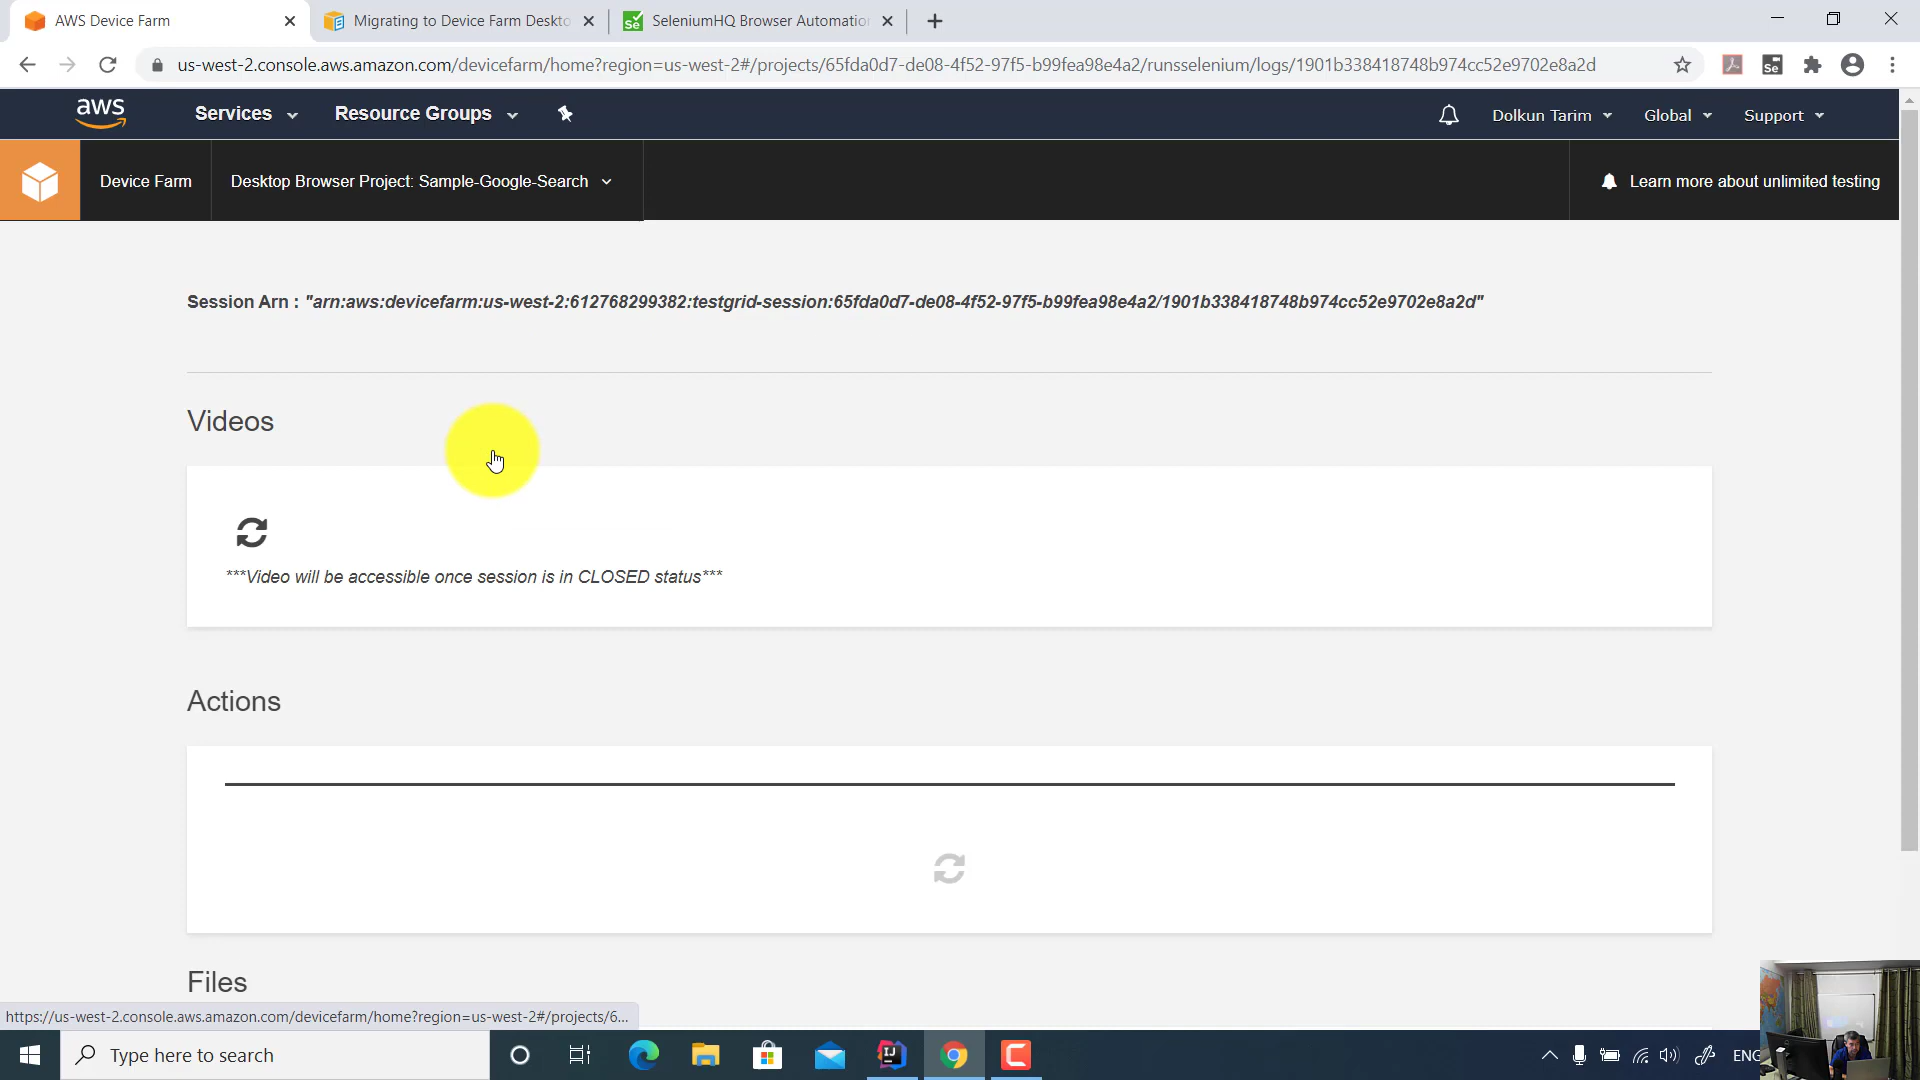 AWS Device Farm
Migrating to Device Farm Deskto
SeleniumHQ Browser Automatio
us-west-2.console.aws.amazon.com/devicefarm/home?region=us-west-2#/projects/65fda0d7-de08-4f52-97f5-b99fea98e4a2/runsselenium/logs/1901b338418748b974cc52e9702e8a2d
aws
Services
Resource Groups
Dolkun Tarim
Global
Support
Device Farm
Desktop Browser Project: Sample-Google-Search
Learn more about unlimited testing
Session Arn : "arn:aws:devicefarm:us-west-2:612768299382:testgrid-session:65fda0d7-de08-4f52-97f5-b99fea98e4a2/1901b338418748b974cc52e9702e8a2d"
Videos
***Video will be accessible once session is in CLOSED status***
Actions
Files
https://us-west-2.console.aws.amazon.com/devicefarm/home?region=us-west-2#/projects/6...
Type here to search
ENG